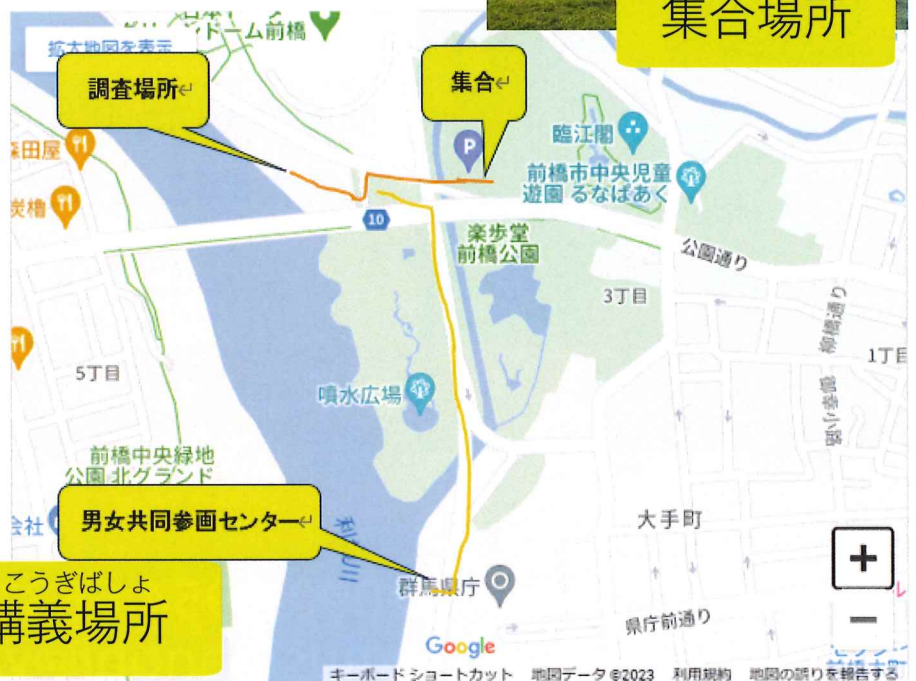 集合場所
ドーム前橋
拡大地図を表示
調査場所↵
集合↵
臨江閣
P
前橋市中央児童
遊園 るなぱあく
10
楽歩堂
前橋公園
公園通り
3丁目
柳橋通り
1丁目
5丁目
噴水広場
前橋中央緑地
公園 北グランド
会社
男女共同参画センター↵
大手町
こうぎばしょ
講義場所
群馬県庁
県庁前通り
+
−
Google
キーボード ショートカット 地図データ ©2023 利用規約 地図の誤りを報告する